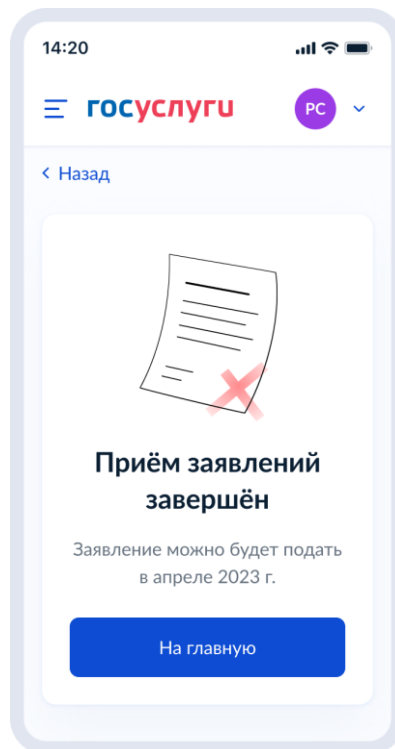 14:20
госуслуги
РС
Назад
Приём заявлений
завершён
Заявление можно будет подать
в апреле 2023 г.
На главную